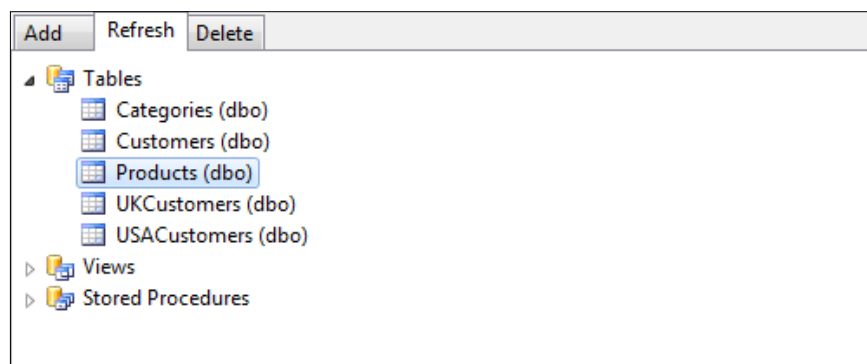 Add Refresh Delete
Tables
Categories (dbo)
Customers (dbo)
Products (dbo)
UKCustomers (dbo)
USACustomers (dbo)
Views
Stored Procedures